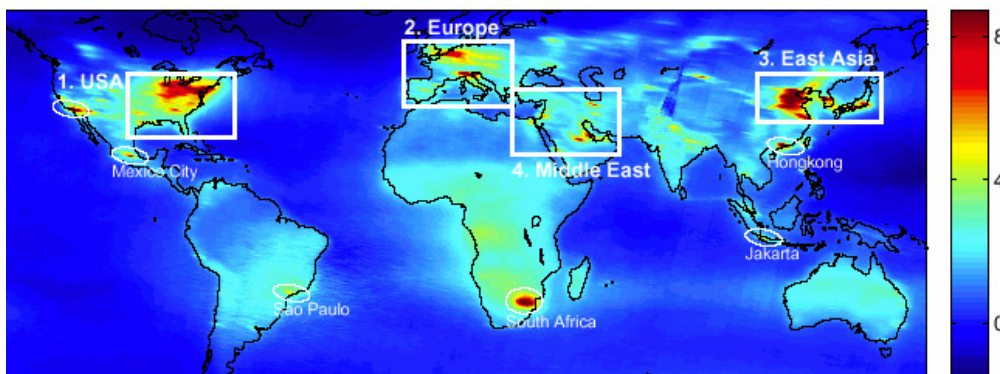 2. Europe
1. USA
3. East Asia
Mexico City
4. Middle East
Hongkong
Jakarta
Sao Paulo
South Africa
8
4
0